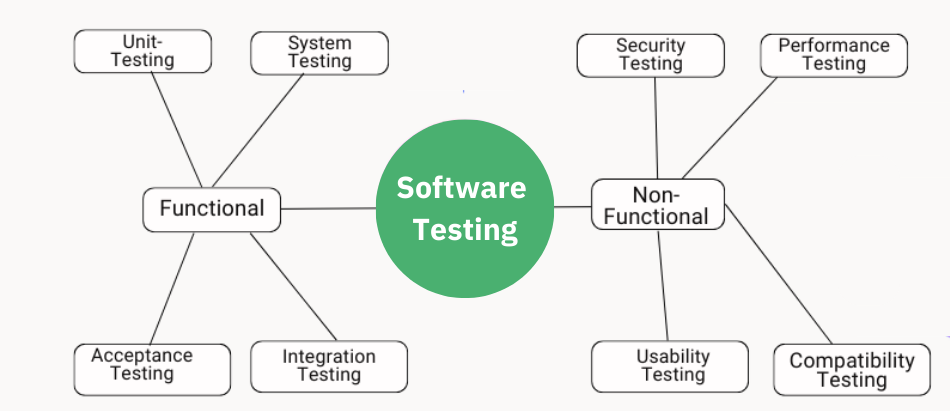 Unit-
Testing
System
Testing
Security
Testing
Performance
Testing
Software
Testing
Functional
Non-
Functional
Acceptance
Testing
Integration
Testing
Usability
Testing
Compatibility
Testing